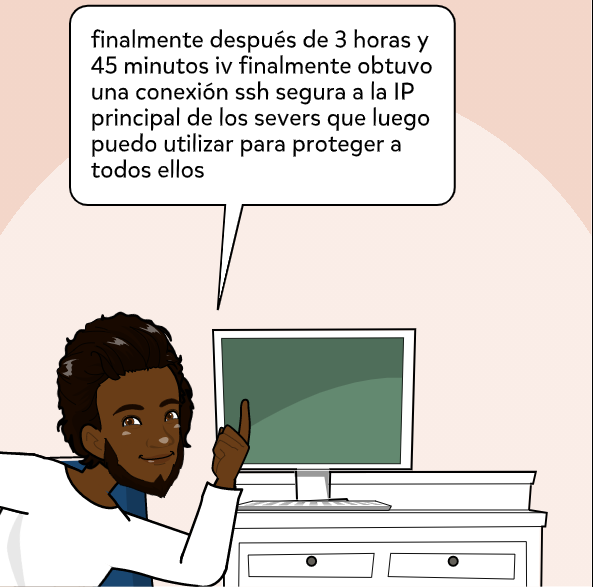 finalmente después de 3 horas y
45 minutos iv finalmente obtuvo
una conexión ssh segura a la IP
principal de los severs que luego
puedo utilizar para proteger a
todos ellos